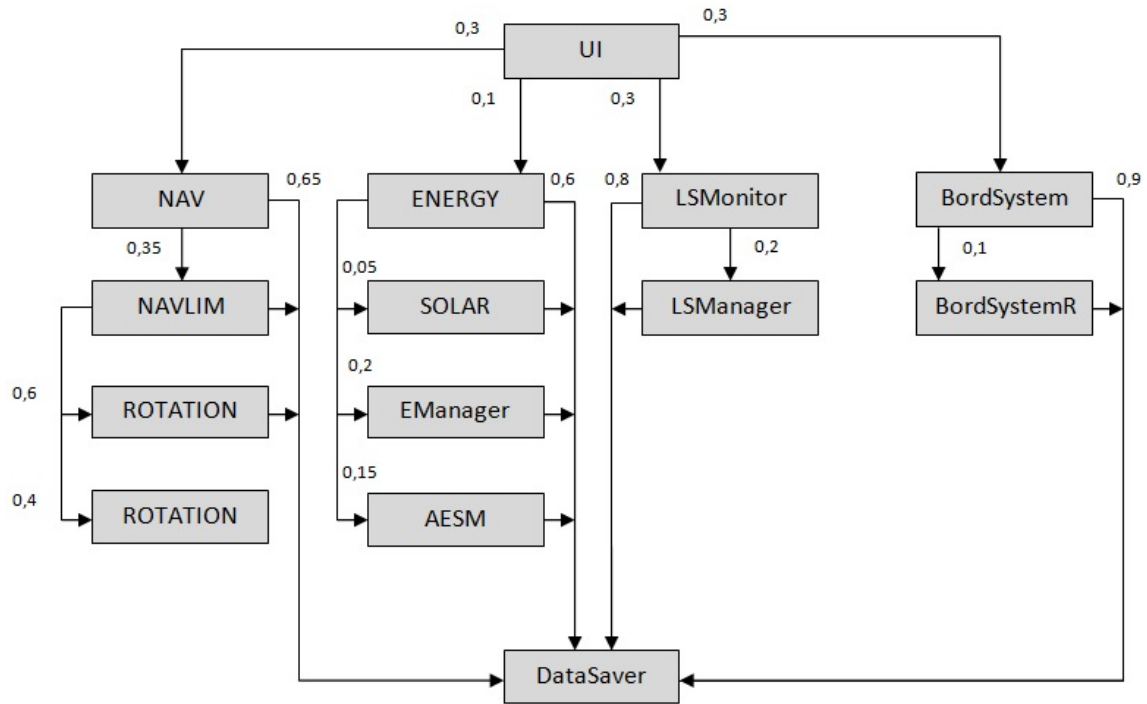 0,3
0,3
UI
0,1
0,3
NAV
0,65
ENERGY
0,6
0,8
LSMonitor
BordSystem
0,9
0,35
0,05
0,2
0,1
NAVLIM
SOLAR
LSManager
BordSystemR
0,6
0,2
ROTATION
EManager
0,4
0,15
ROTATION
AESM
DataSaver